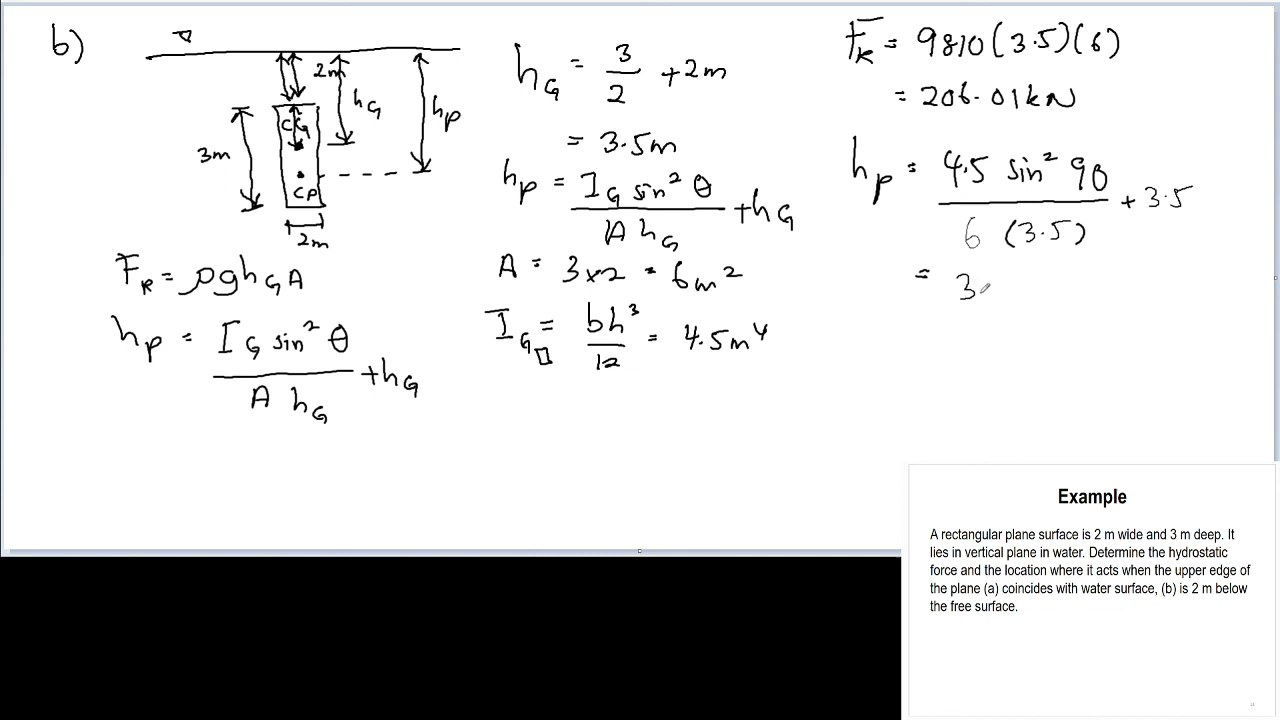 b)
2m
hG
hp
3m
CG
CP
2m
FR = ρghGA
hp = IG sin² θ / A hG + hG
hG = 3/2 + 2m
= 3.5m
hp = IG sin² θ / A hG + hG
A = 3x2 = 6m²
IG▯ = bh³/12 = 4.5m⁴
FR = 9810(3.5)(6)
= 206.01kN
hp = 4.5 sin² 90 / 6 (3.5) + 3.5
= 3.
Example
A rectangular plane surface is 2 m wide and 3 m deep. It
lies in vertical plane in water. Determine the hydrostatic
force and the location where it acts when the upper edge of
the plane (a) coincides with water surface, (b) is 2 m below
the free surface.